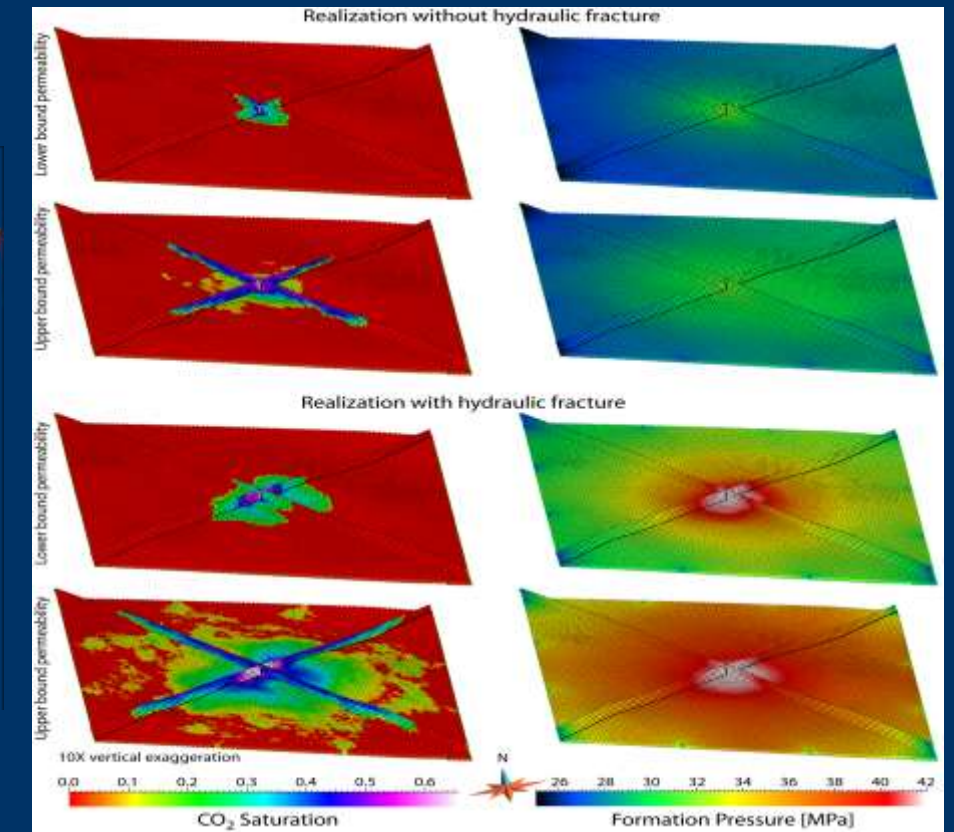 Realization without hydraulic fracture
Lower bound permeability
Upper bound permeability
Realization with hydraulic fracture
Lower bound permeability
Upper bound permeability
10X vertical exaggeration
N
0.0 0.1 0.2 0.3 0.4 0.5 0.6
26 28 30 32 34 36 38 40 42
CO₂ Saturation
Formation Pressure [MPa]